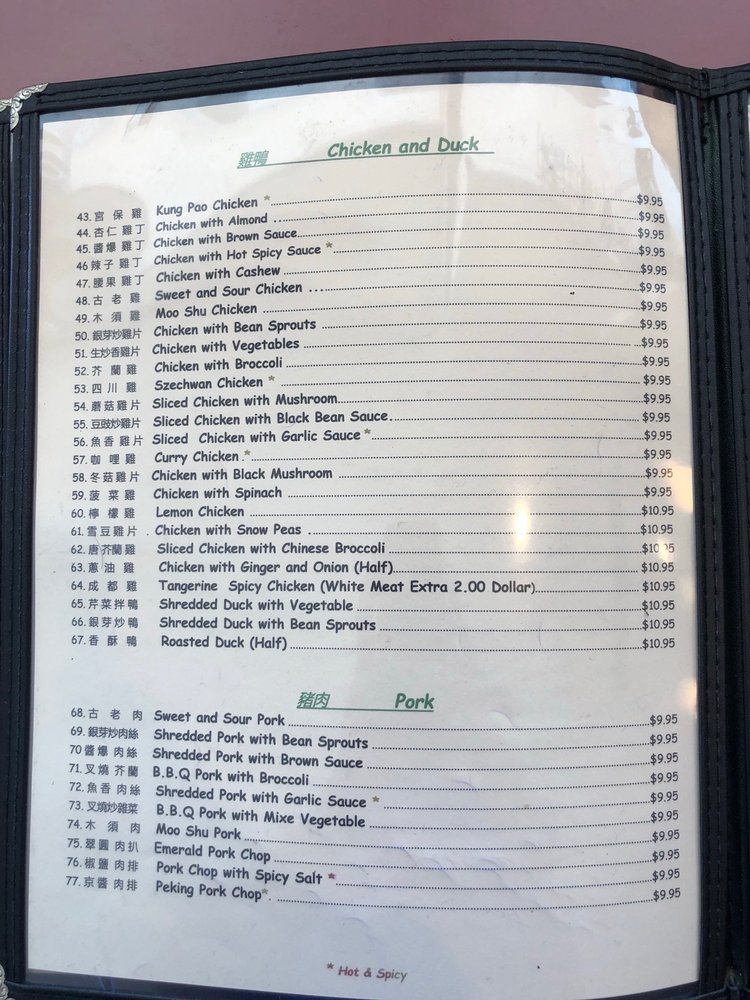 雞鴨 Chicken and Duck
43. 宮保雞 Kung Pao Chicken * $9.95
44. 杏仁雞丁 Chicken with Almond $9.95
45. 醬爆雞丁 Chicken with Brown Sauce $9.95
46 辣子雞丁 Chicken with Hot Spicy Sauce * $9.95
47. 腰果雞丁 Chicken with Cashew $9.95
48. 古老雞 Sweet and Sour Chicken $9.95
49. 木須雞 Moo Shu Chicken $9.95
50. 銀芽炒雞片 Chicken with Bean Sprouts $9.95
51. 生炒香雞片 Chicken with Vegetables $9.95
52. 芥蘭雞 Chicken with Broccoli $9.95
53. 四川雞 Szechwan Chicken * $9.95
54. 蘑菇雞片 Sliced Chicken with Mushroom $9.95
55. 豆豉炒雞片 Sliced Chicken with Black Bean Sauce $9.95
56. 魚香雞片 Sliced Chicken with Garlic Sauce * $9.95
57. 咖哩雞 Curry Chicken * $9.95
58. 冬菇雞片 Chicken with Black Mushroom $9.95
59. 菠菜雞 Chicken with Spinach $9.95
60. 檸檬雞 Lemon Chicken $10.95
61. 雪豆雞片 Chicken with Snow Peas $10.95
62. 唐芥蘭雞 Sliced Chicken with Chinese Broccoli $10.95
63. 蔥油雞 Chicken with Ginger and Onion (Half) $10.95
64. 成都雞 Tangerine Spicy Chicken (White Meat Extra 2.00 Dollar) $10.95
65. 芹菜拌鴨 Shredded Duck with Vegetable $10.95
66. 銀芽炒鴨 Shredded Duck with Bean Sprouts $10.95
67. 香酥鴨 Roasted Duck (Half) $10.95
豬肉 Pork
68. 古老肉 Sweet and Sour Pork $9.95
69. 銀芽炒肉絲 Shredded Pork with Bean Sprouts $9.95
70 醬爆肉絲 Shredded Pork with Brown Sauce $9.95
71. 叉燒芥蘭 B.B.Q Pork with Broccoli $9.95
72. 魚香肉絲 Shredded Pork with Garlic Sauce * $9.95
73. 叉燒炒雜菜 B.B.Q Pork with Mixe Vegetable $9.95
74. 木須肉 Moo Shu Pork $9.95
75. 翠圓肉扒 Emerald Pork Chop $9.95
76. 椒鹽肉排 Pork Chop with Spicy Salt * $9.95
77. 京醬肉排 Peking Pork Chop* $9.95
* Hot & Spicy